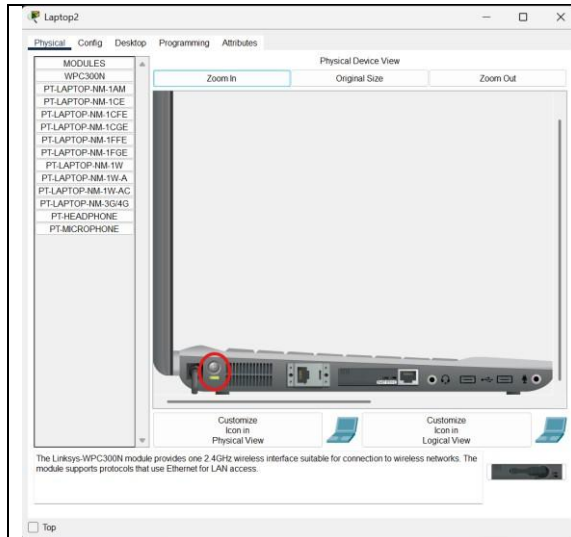 Laptop2
Physical Config Desktop Programming Attributes
MODULES
WPC300N
PT-LAPTOP-NM-1AM
PT-LAPTOP-NM-1CE
PT-LAPTOP-NM-1CFE
PT-LAPTOP-NM-1CGE
PT-LAPTOP-NM-1FFE
PT-LAPTOP-NM-1FGE
PT-LAPTOP-NM-1W
PT-LAPTOP-NM-1W-A
PT-LAPTOP-NM-1W-AC
PT-LAPTOP-NM-3G/4G
PT-HEADPHONE
PT-MICROPHONE
Physical Device View
Zoom In Original Size Zoom Out
Customize
Icon in
Physical View
Customize
Icon in
Logical View
The Linksys-WPC300N module provides one 2.4GHz wireless interface suitable for connection to wireless networks. The
module supports protocols that use Ethernet for LAN access.
Top